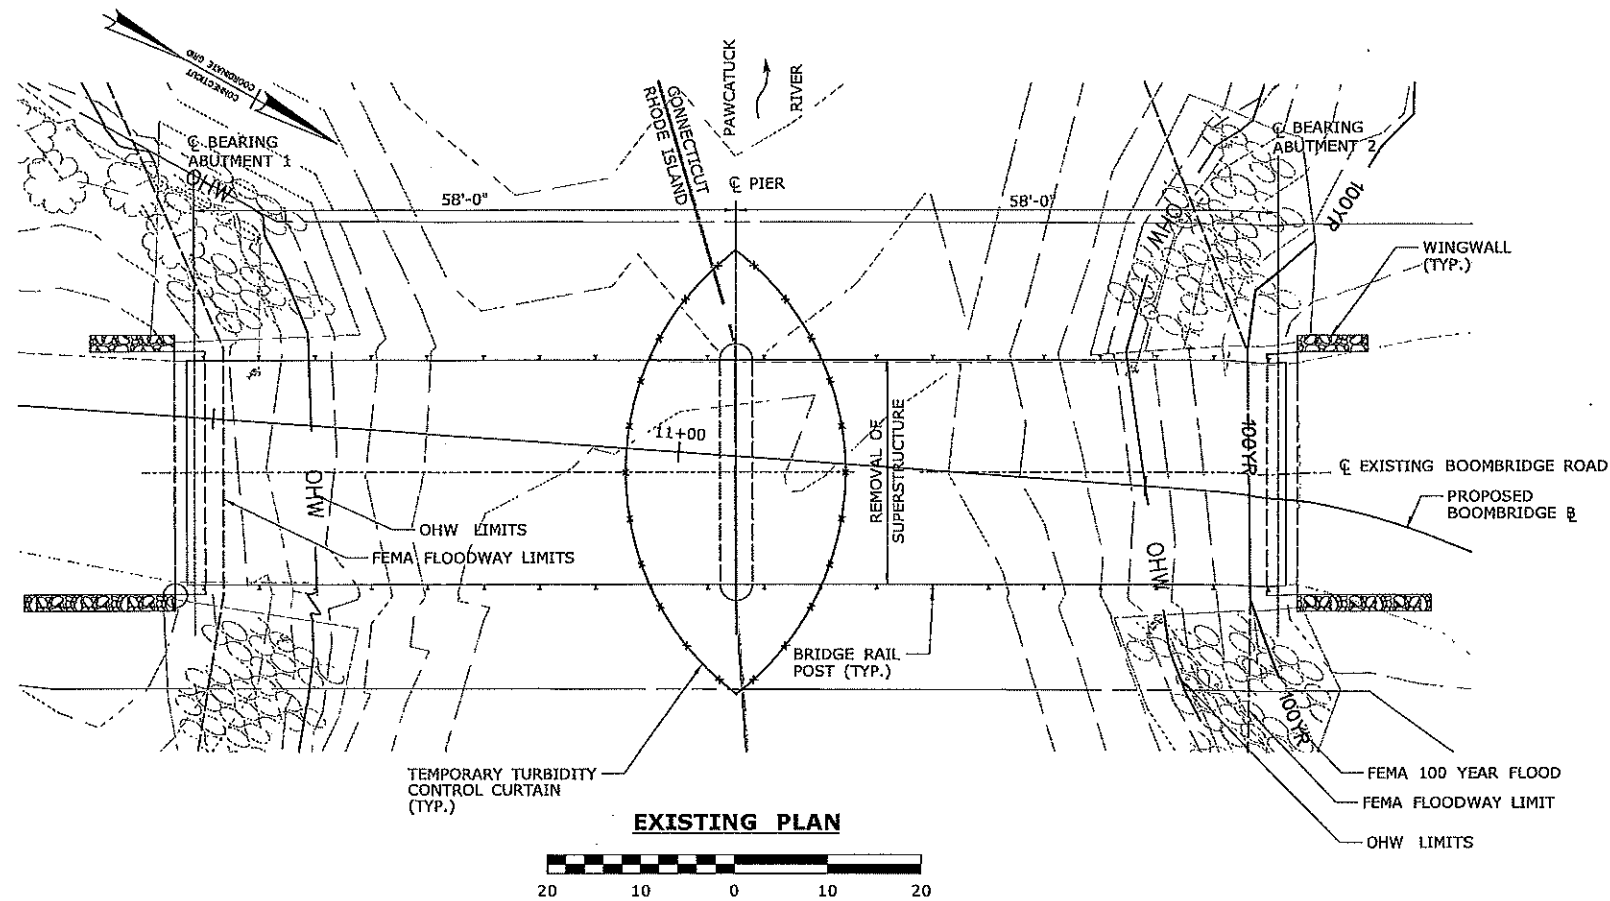 CONNECTICUT
COORDINATE GRID
℄ BEARING
ABUTMENT 1
OHW
58'-0"
CONNECTICUT
RHODE ISLAND
PAWCATUCK
RIVER
℄ PIER
58'-0"
OHW
℄ BEARING
ABUTMENT 2
100YR
WINGWALL
(TYP.)
11+00
REMOVAL OF
SUPERSTRUCTURE
100YR
℄ EXISTING BOOMBRIDGE ROAD
PROPOSED
BOOMBRIDGE BL
OHW
OHW LIMITS
FEMA FLOODWAY LIMITS
OHW
BRIDGE RAIL
POST (TYP.)
100YR
TEMPORARY TURBIDITY
CONTROL CURTAIN
(TYP.)
FEMA 100 YEAR FLOOD
FEMA FLOODWAY LIMIT
OHW LIMITS
EXISTING PLAN
20 10 0 10 20